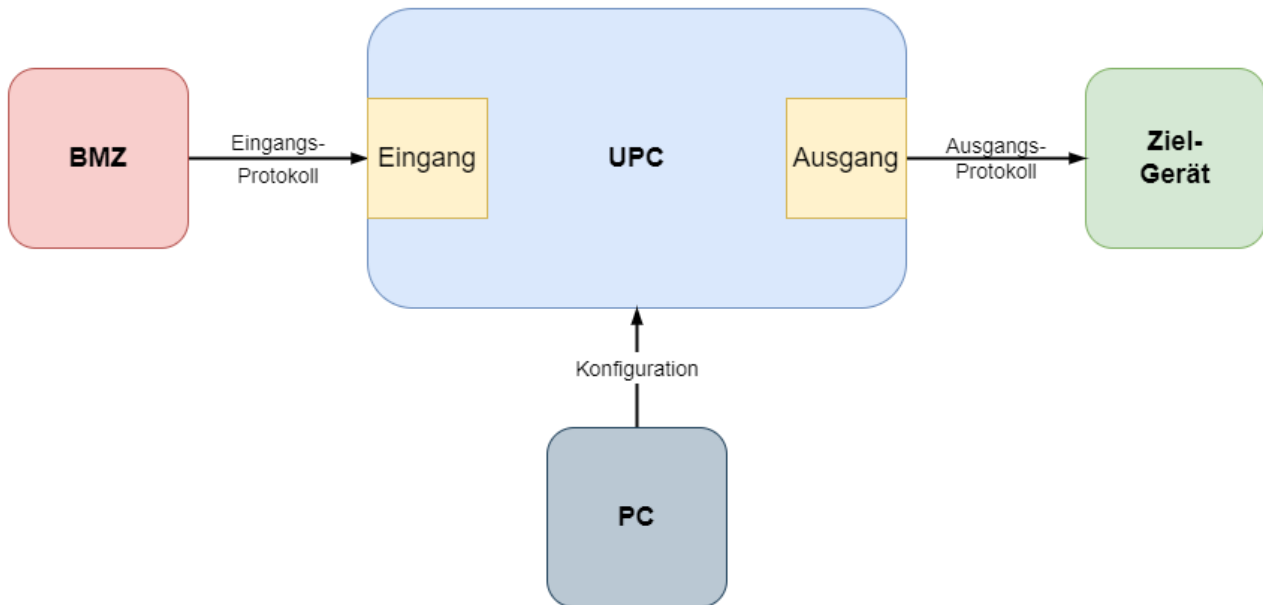 BMZ
Eingangs-
Protokoll
Eingang
UPC
Ausgang
Ausgangs-
Protokoll
Ziel-
Gerät
Konfiguration
PC